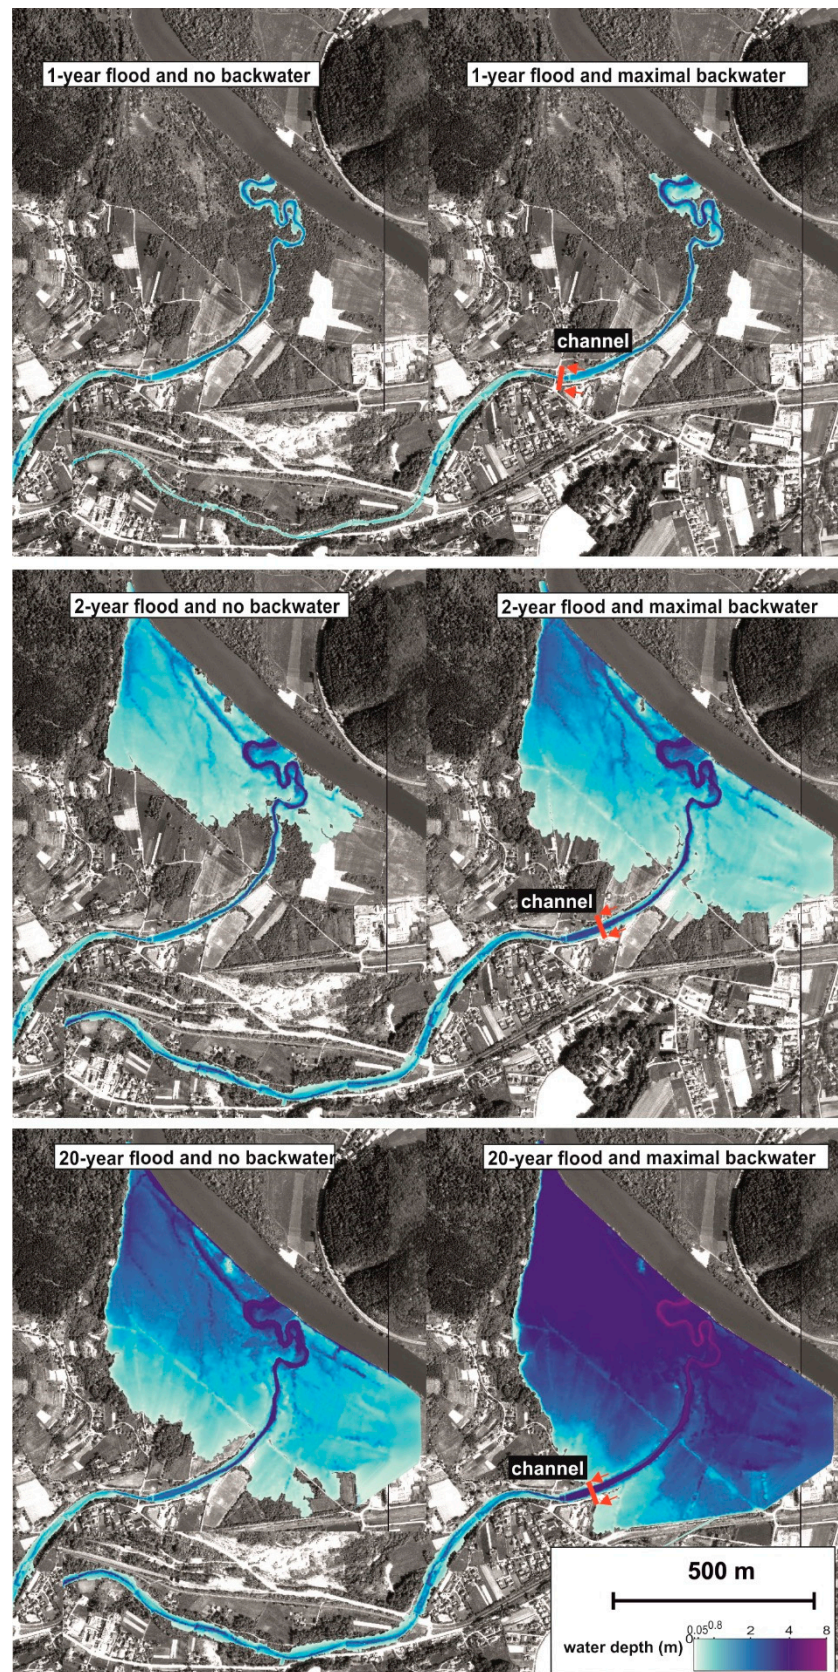 1-year flood and no backwater
1-year flood and maximal backwater
channel
2-year flood and no backwater
2-year flood and maximal backwater
channel
20-year flood and no backwater
20-year flood and maximal backwater
channel
500 m
0 0.05 0.8 2 4 8
water depth (m)